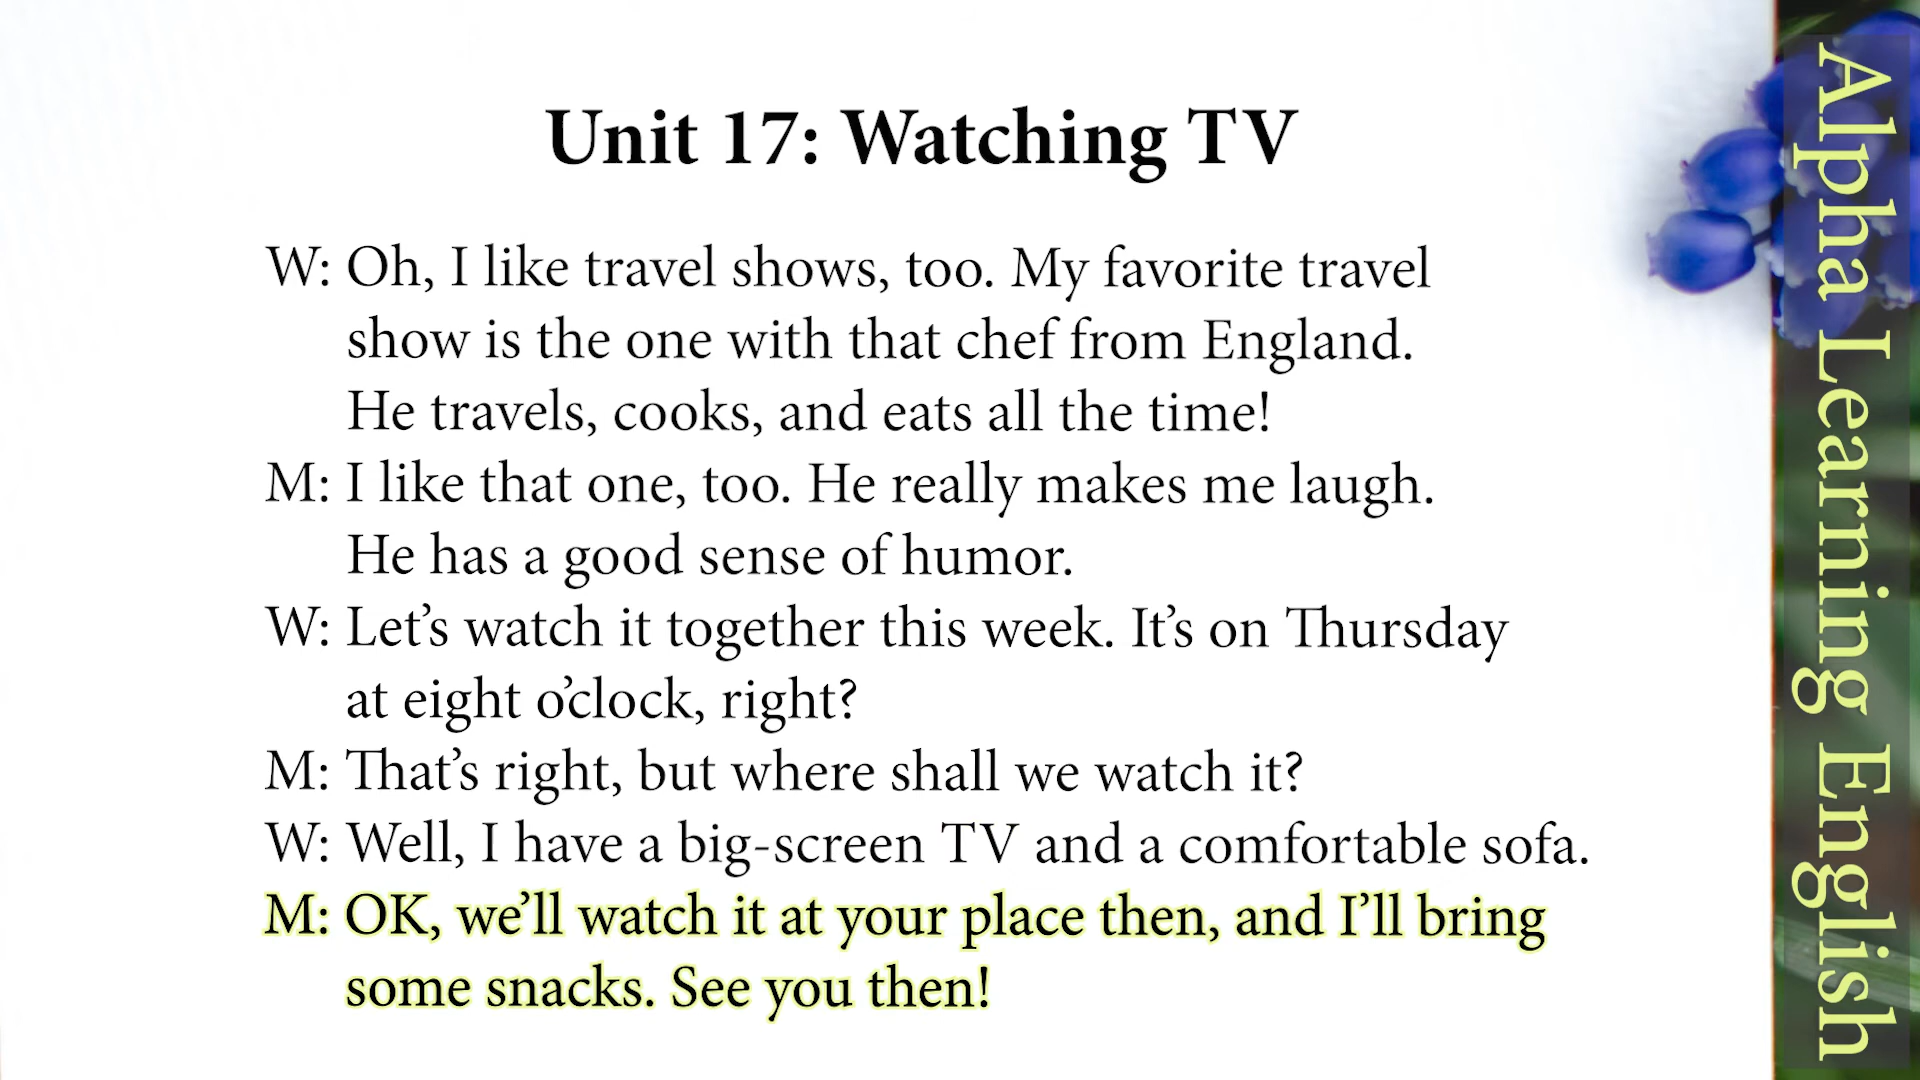 Unit 17: Watching TV
W: Oh, I like travel shows, too. My favorite travel
show is the one with that chef from England.
He travels, cooks, and eats all the time!
M: I like that one, too. He really makes me laugh.
He has a good sense of humor.
W: Let’s watch it together this week. It’s on Thursday
at eight o’clock, right?
M: That’s right, but where shall we watch it?
W: Well, I have a big-screen TV and a comfortable sofa.
M: OK, we’ll watch it at your place then, and I’ll bring
some snacks. See you then!
Alpha Learning English